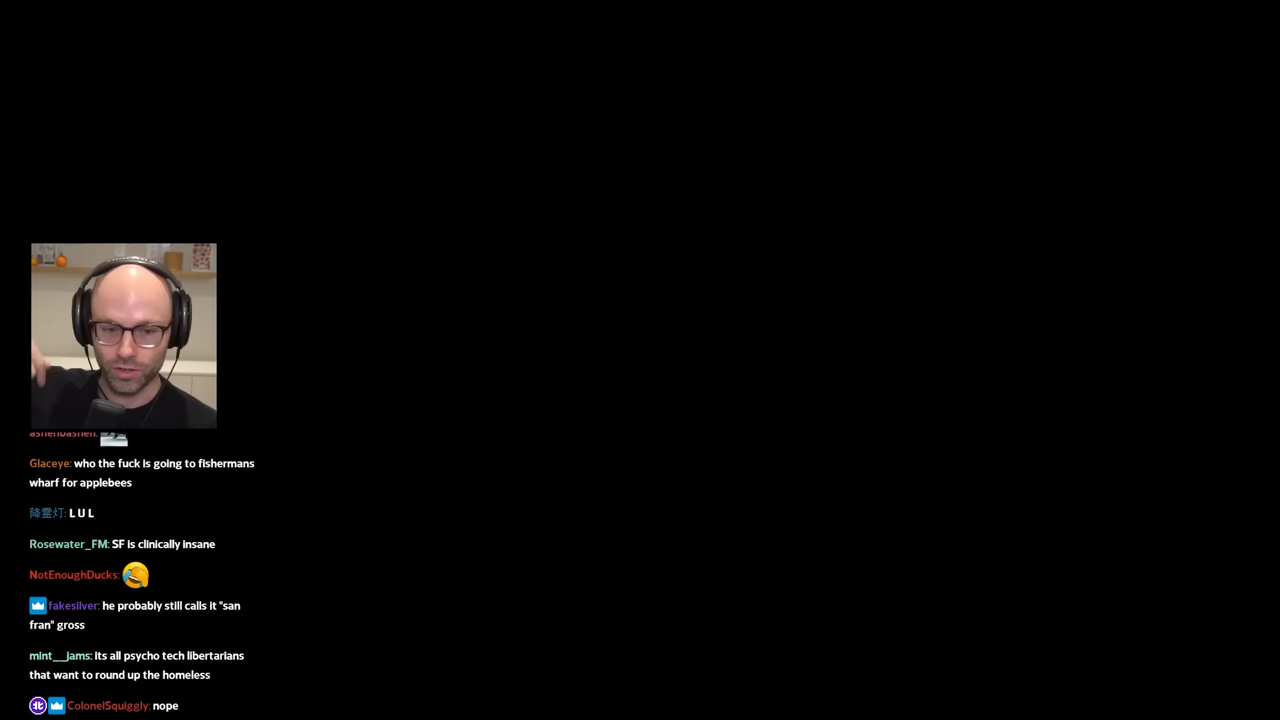 ashenbashen:
Glaceye: who the fuck is going to fishermans
wharf for applebees
降霊灯: L U L
Rosewater_FM: SF is clinically insane
NotEnoughDucks:
fakesilver: he probably still calls it "san
fran" gross
mint__jams: its all psycho tech libertarians
that want to round up the homeless
ColonelSquiggly: nope